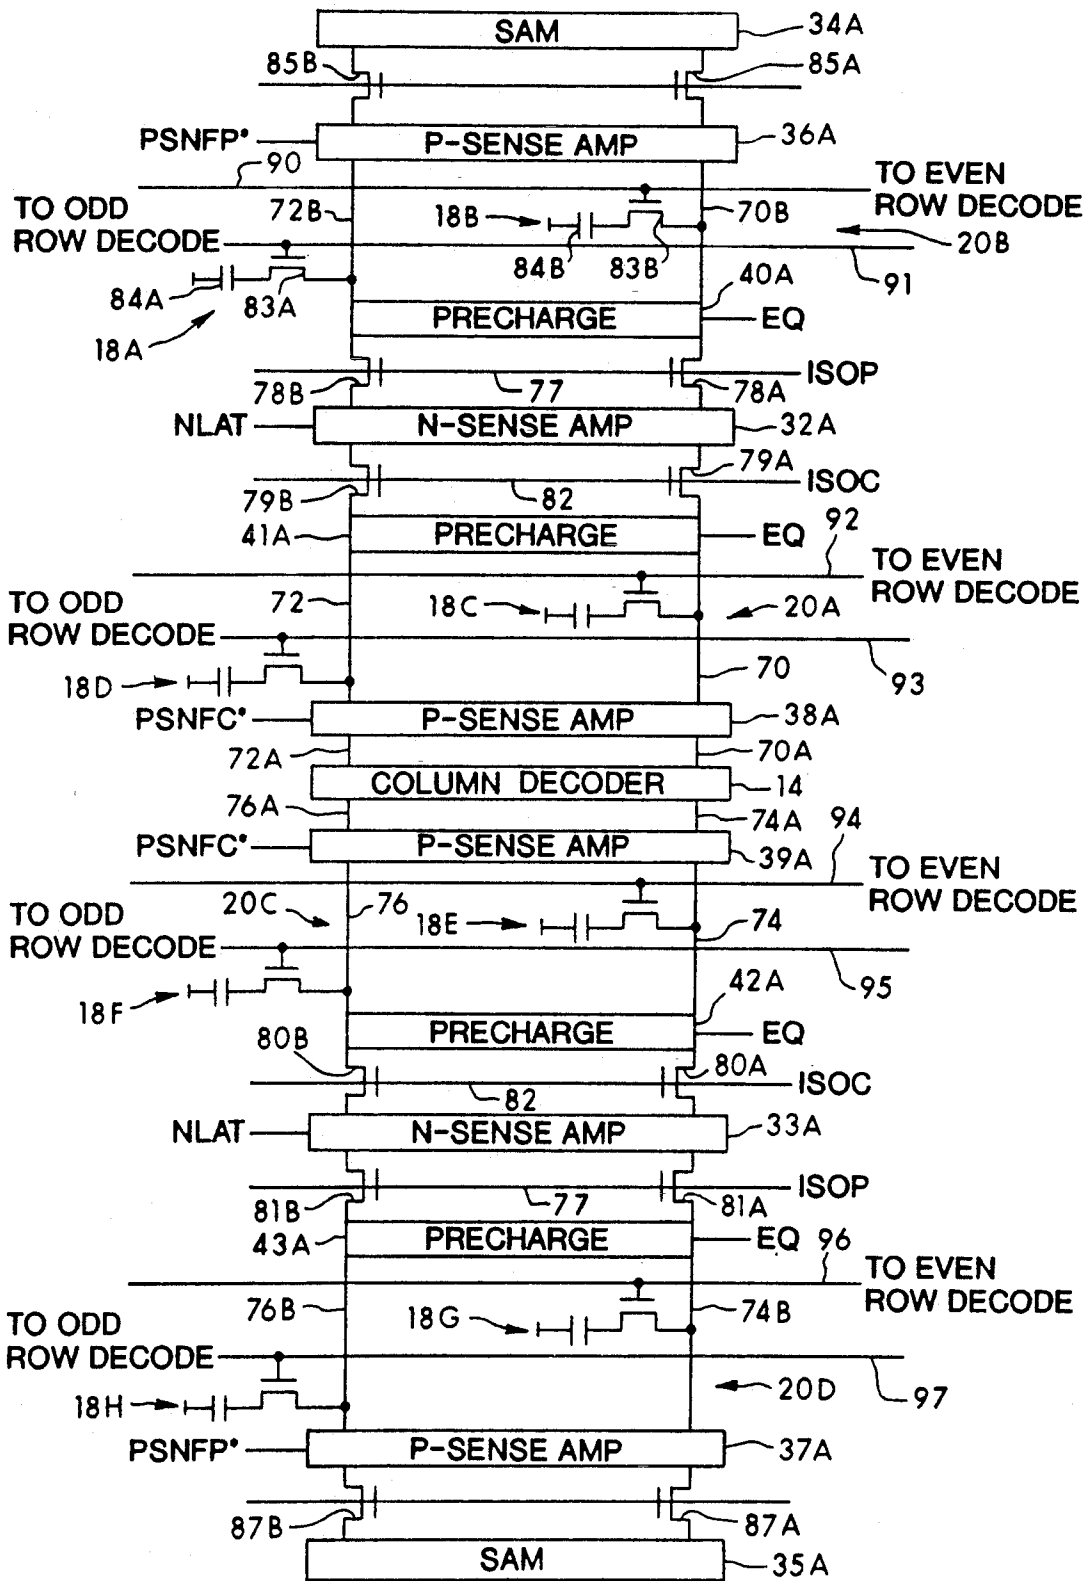 SAM 34A
85B 85A
PSNFP* P-SENSE AMP 36A
90
TO ODD
ROW DECODE
72B 18B 84B 83B 70B
TO EVEN
ROW DECODE
20B
91
84A 83A
18A
40A
PRECHARGE EQ
78B 77 78A ISOP
NLAT N-SENSE AMP 32A
79A
79B 82 ISOC
41A PRECHARGE EQ
92
TO EVEN
ROW DECODE
TO ODD
ROW DECODE
72 18C 20A
93
18D 70
PSNFC* P-SENSE AMP 38A
72A 70A
COLUMN DECODER 14
76A 74A
PSNFC* P-SENSE AMP 39A
94
TO EVEN
ROW DECODE
TO ODD
ROW DECODE
20C 76 18E 74
95
18F 42A
PRECHARGE EQ
80B 80A
82 ISOC
NLAT N-SENSE AMP 33A
81B 77 81A ISOP
43A PRECHARGE EQ
96
TO EVEN
ROW DECODE
76B 18G 74B
TO ODD
ROW DECODE
97
18H 20D
PSNFP* P-SENSE AMP 37A
87B 87A
SAM 35A